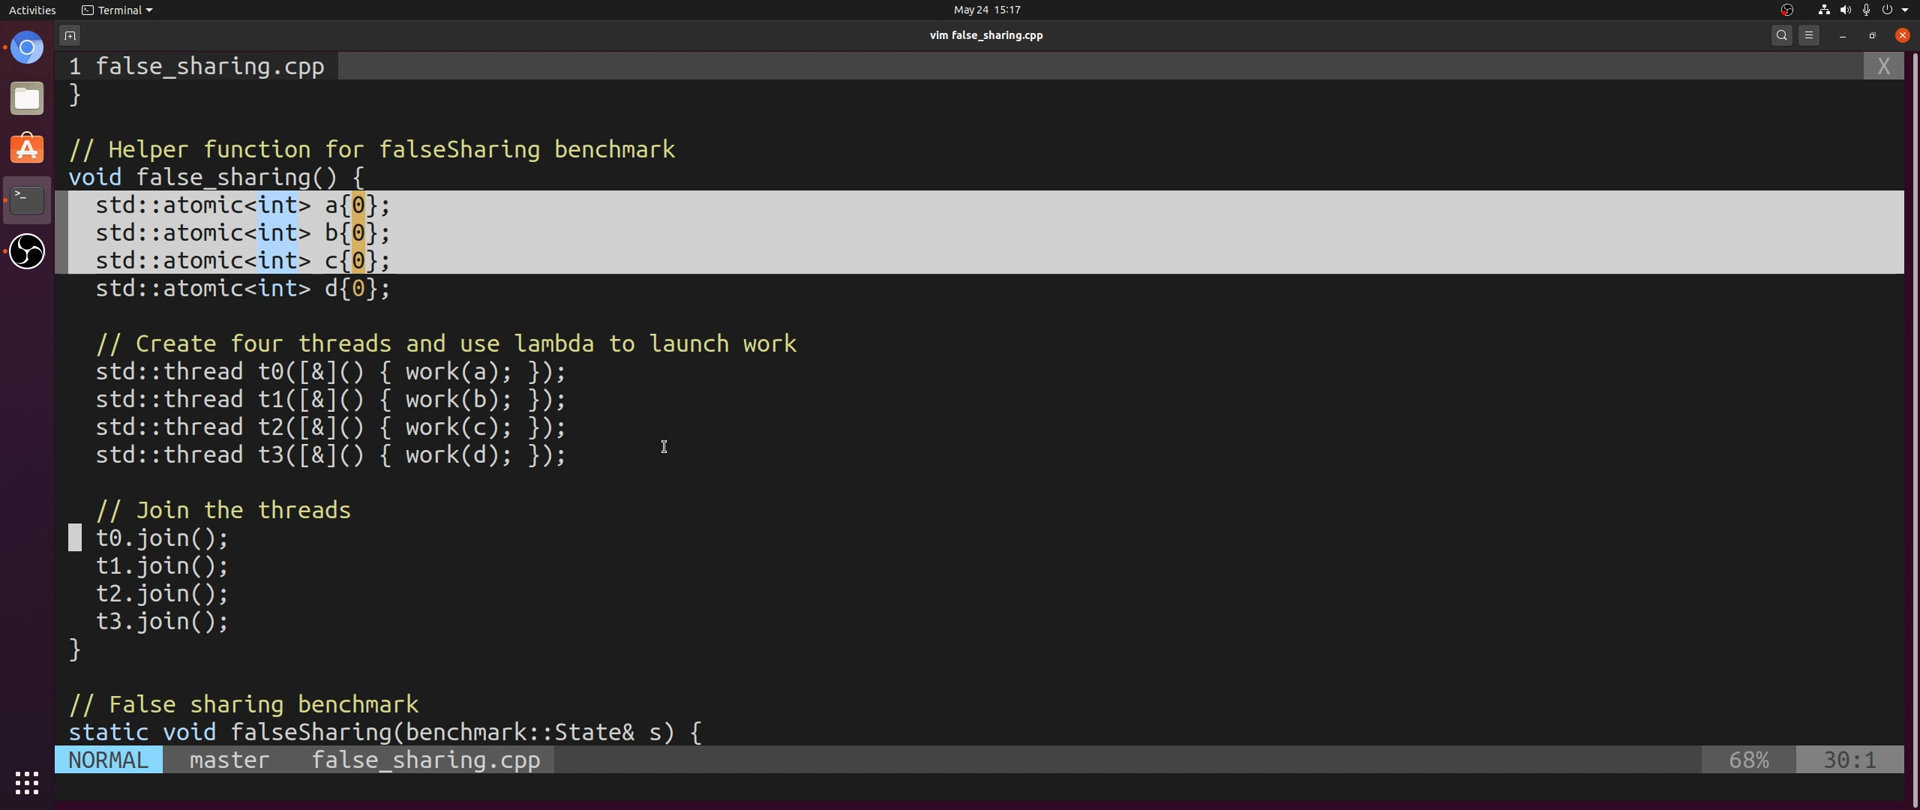 Activities
Terminal
May 24 15:17
vim false_sharing.cpp
1 false_sharing.cpp
X
}
// Helper function for falseSharing benchmark
void false_sharing() {
std::atomic<int> a{0};
std::atomic<int> b{0};
std::atomic<int> c{0};
std::atomic<int> d{0};
// Create four threads and use lambda to launch work
std::thread t0([&]() { work(a); });
std::thread t1([&]() { work(b); });
std::thread t2([&]() { work(c); });
std::thread t3([&]() { work(d); });
// Join the threads
t0.join();
t1.join();
t2.join();
t3.join();
}
// False sharing benchmark
static void falseSharing(benchmark::State& s) {
NORMAL master false_sharing.cpp 68% 30:1